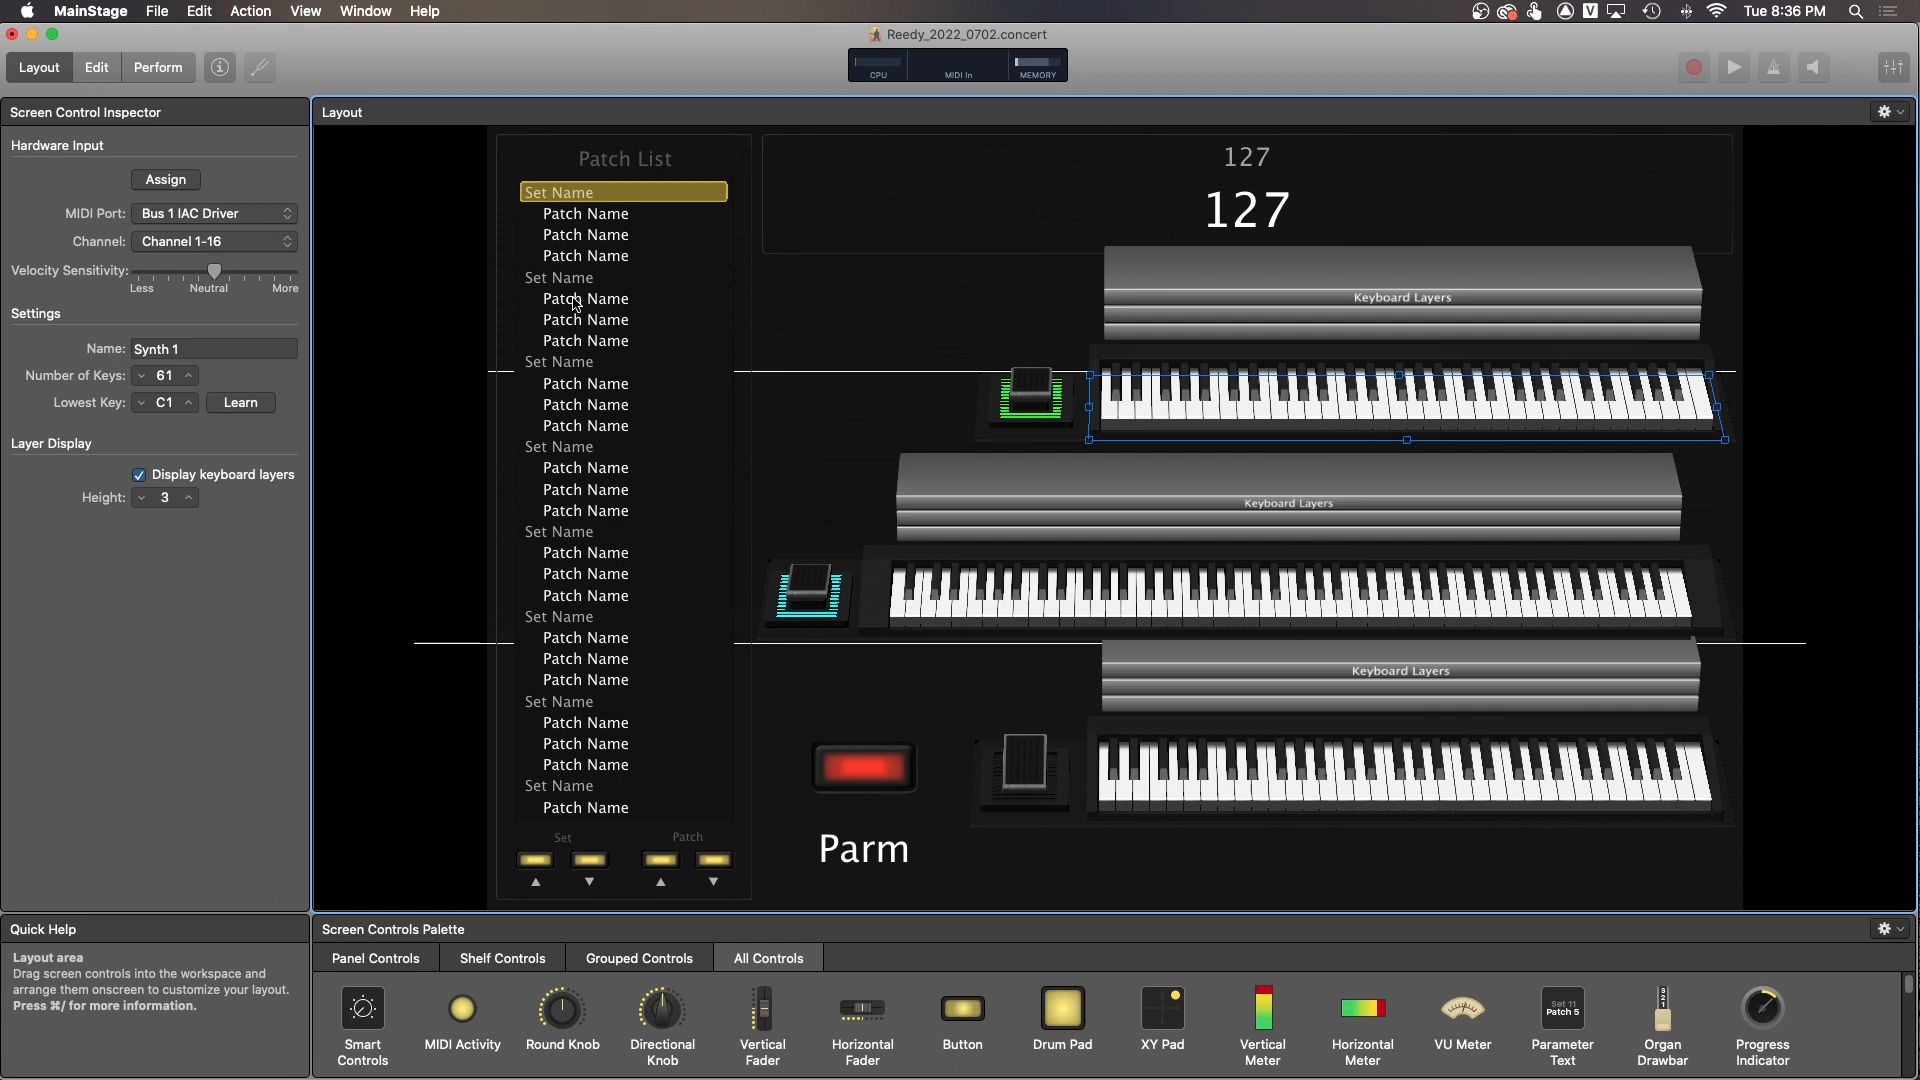 MainStage File Edit Action View Window Help
Tue 8:36 PM
Reedy_2022_0702.concert
Layout Edit Perform
CPU MIDI In MEMORY
Screen Control Inspector
Hardware Input
Assign
MIDI Port: Bus 1 IAC Driver
Channel: Channel 1-16
Velocity Sensitivity:
Less Neutral More
Settings
Name: Synth 1
Number of Keys: 61
Lowest Key: C1 Learn
Layer Display
Display keyboard layers
Height: 3
Quick Help
Layout area
Drag screen controls into the workspace and
arrange them onscreen to customize your layout.
Press ⌘/ for more information.
Layout
Patch List
Set Name
Patch Name
Patch Name
Patch Name
Set Name
Patch Name
Patch Name
Patch Name
Set Name
Patch Name
Patch Name
Patch Name
Set Name
Patch Name
Patch Name
Patch Name
Set Name
Patch Name
Patch Name
Patch Name
Set Name
Patch Name
Patch Name
Patch Name
Set Name
Patch Name
Patch Name
Patch Name
Set Name
Patch Name
Set Patch
127
127
Keyboard Layers
Keyboard Layers
Keyboard Layers
Parm
Screen Controls Palette
Panel Controls Shelf Controls Grouped Controls All Controls
Smart Controls
MIDI Activity
Round Knob
Directional Knob
Vertical Fader
Horizontal Fader
Button
Drum Pad
XY Pad
Vertical Meter
Horizontal Meter
VU Meter
Set 11
Patch 5
Parameter Text
3
2
1
Organ Drawbar
Progress Indicator